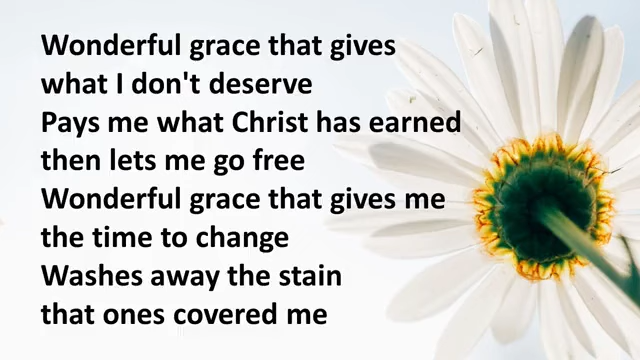 Wonderful grace that gives
what I don't deserve
Pays me what Christ has earned
then lets me go free
Wonderful grace that gives me
the time to change
Washes away the stain
that ones covered me